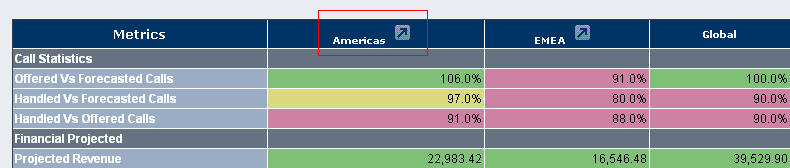 Metrics Americas EMEA Global
Call Statistics
Offered Vs Forecasted Calls 106.0% 91.0% 100.0%
Handled Vs Forecasted Calls 97.0% 80.0% 90.0%
Handled Vs Offered Calls 91.0% 88.0% 90.0%
Financial Projected
Projected Revenue 22,983.42 16,546.48 39,529.90